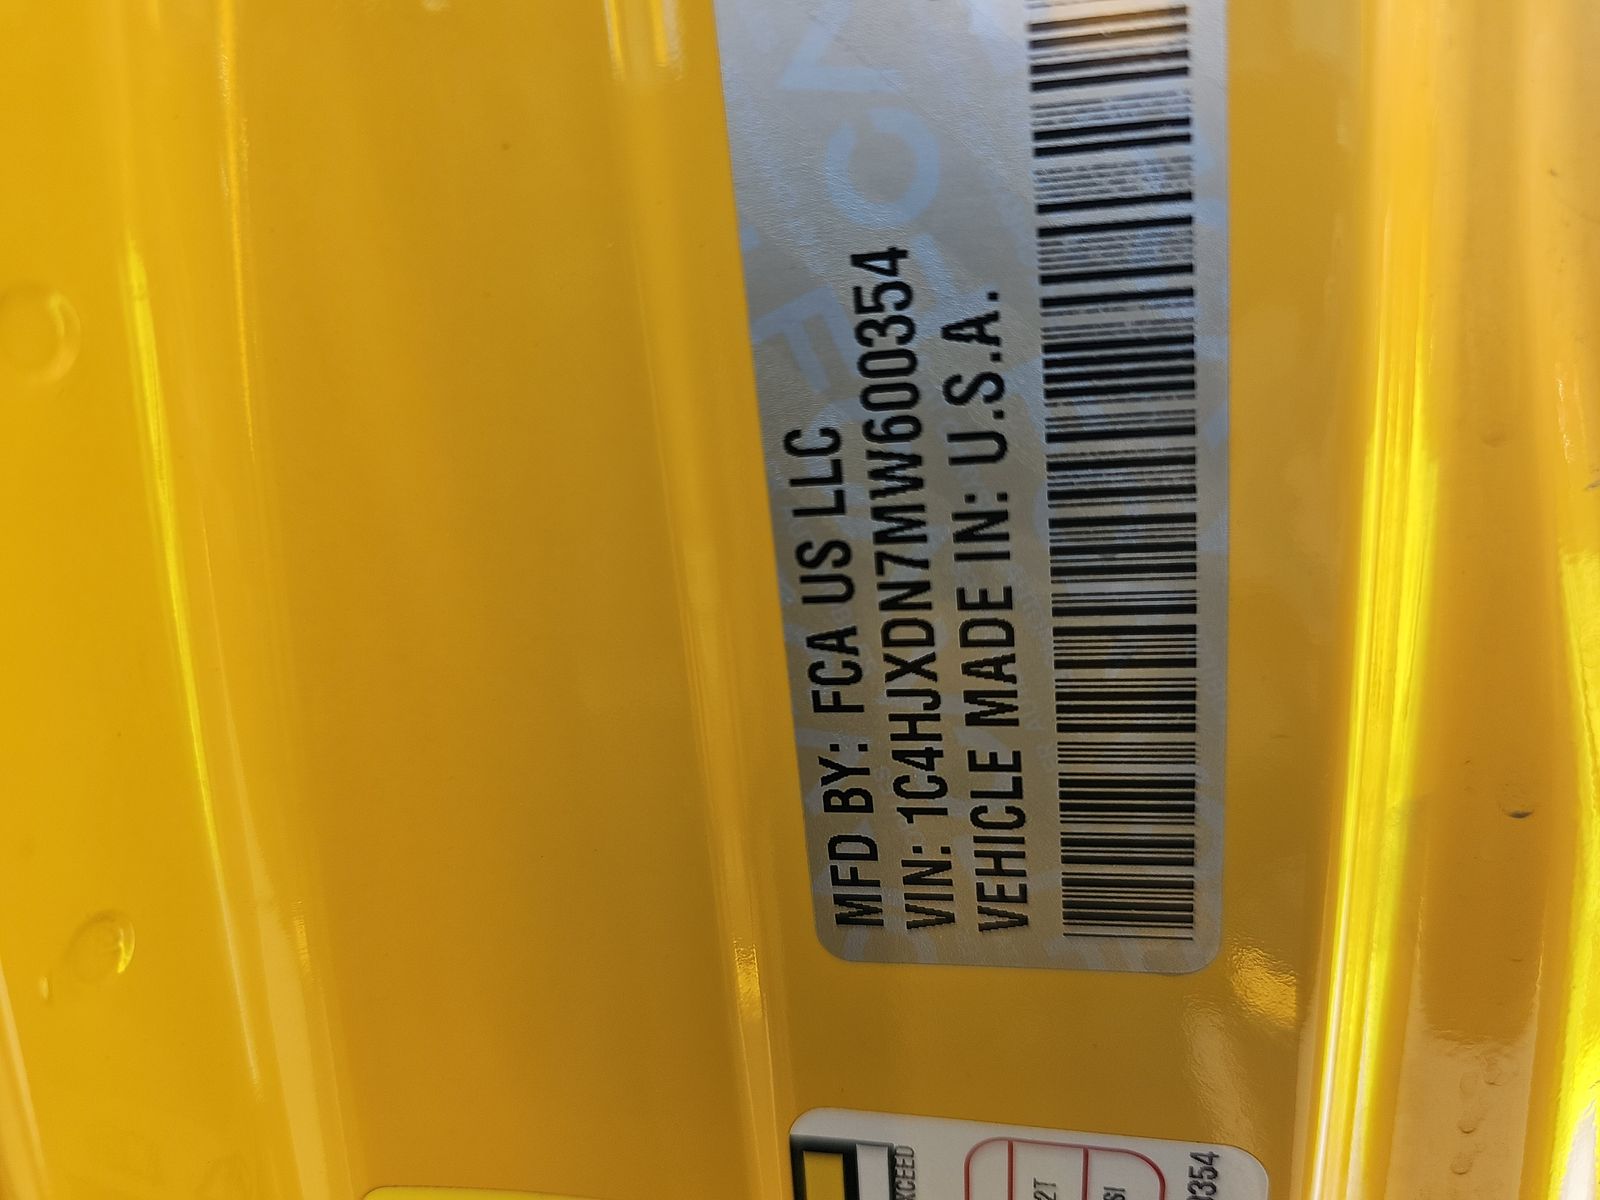 MFD BY: FCA US LLC
VIN: 1C4HJXDN7MW600354
VEHICLE MADE IN: U.S.A.